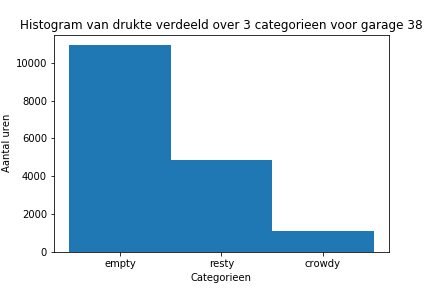 Histogram van drukte verdeeld over 3 categorieen voor garage 38
10000
8000
6000
4000
2000
0
Aantal uren
empty resty crowdy
Categorieen